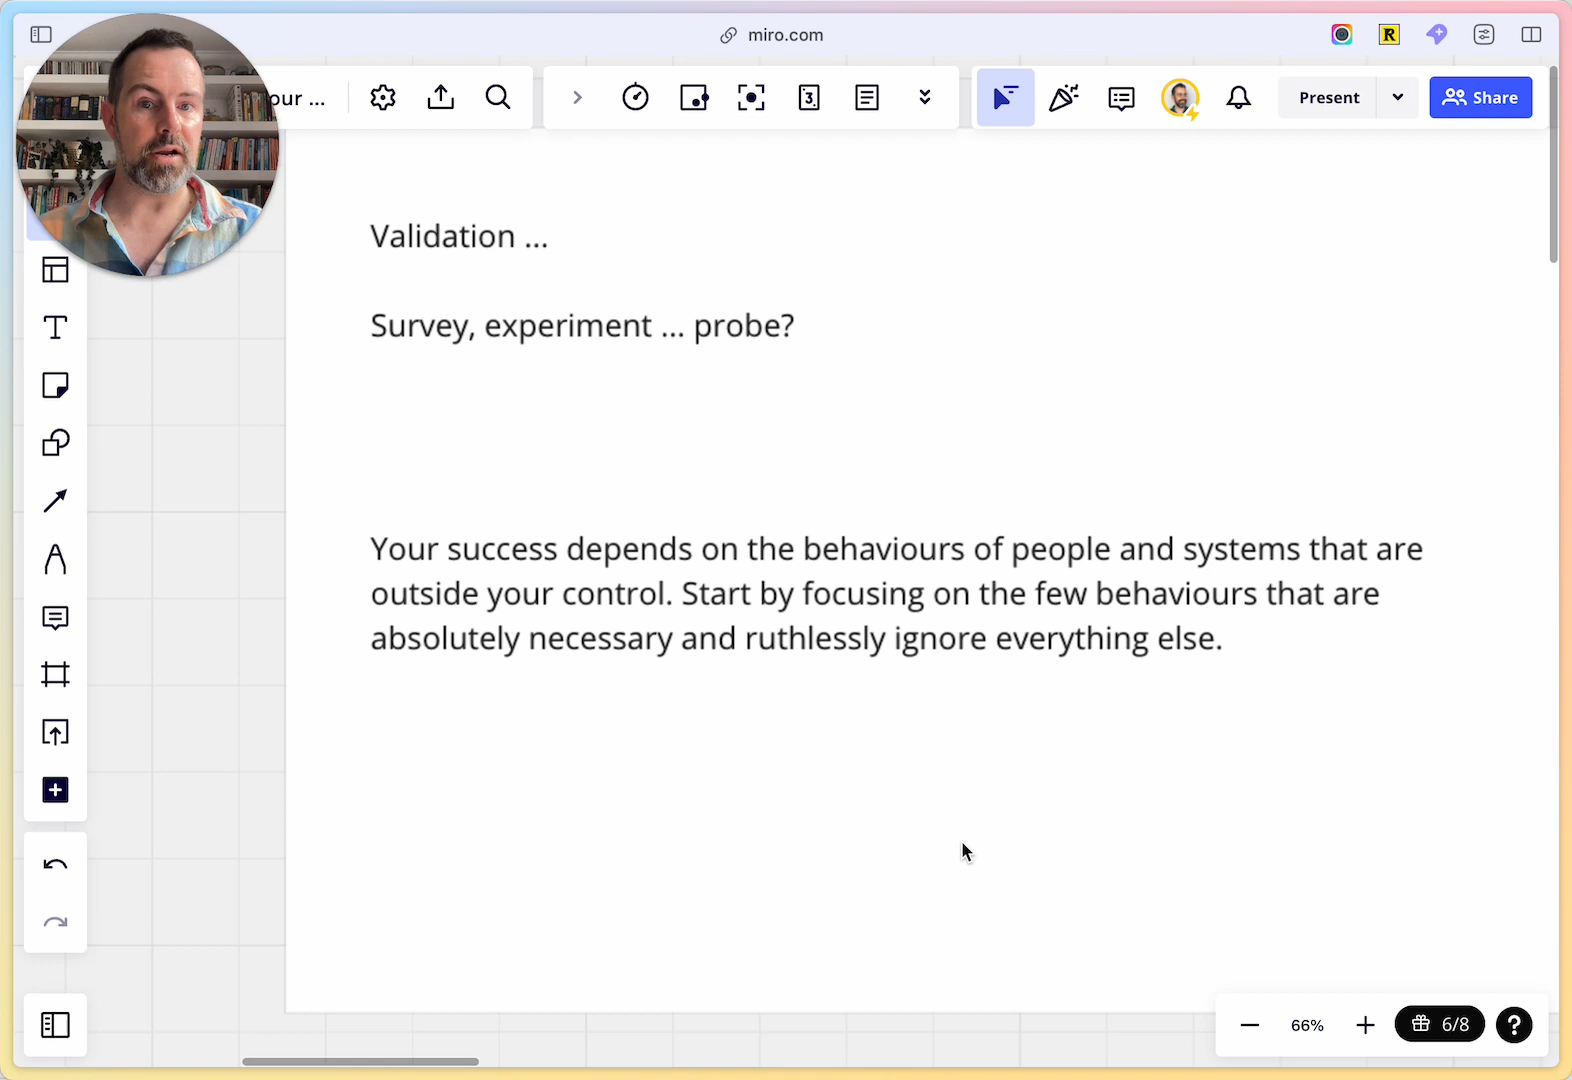 miro.com
our ...
3
Present
Share
R
Validation ...
Survey, experiment ... probe?
Your success depends on the behaviours of people and systems that are
outside your control. Start by focusing on the few behaviours that are
absolutely necessary and ruthlessly ignore everything else.
66%
6/8
?